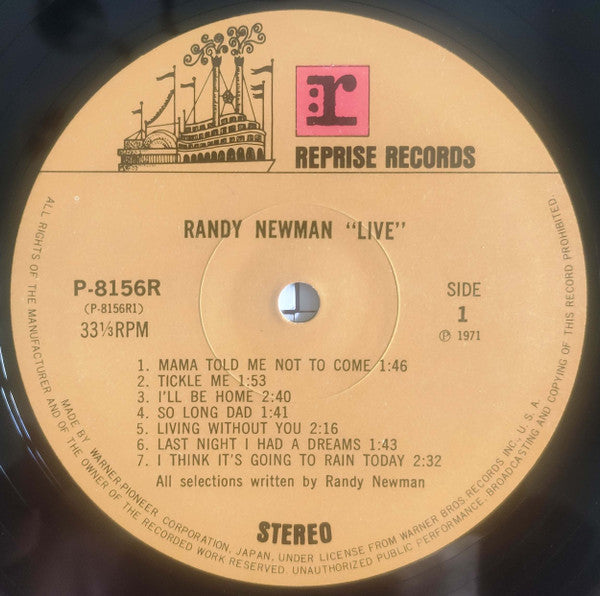 :r
REPRISE RECORDS
RANDY NEWMAN "LIVE"
P-8156R
(P-8156R1)
33⅓RPM
SIDE
1
℗ 1971
1. MAMA TOLD ME NOT TO COME 1:46
2. TICKLE ME 1:53
3. I'LL BE HOME 2:40
4. SO LONG DAD 1:41
5. LIVING WITHOUT YOU 2:16
6. LAST NIGHT I HAD A DREAMS 1:43
7. I THINK IT'S GOING TO RAIN TODAY 2:32
All selections written by Randy Newman
STEREO
ALL RIGHTS OF THE MANUFACTURER AND OF THE OWNER OF THE RECORDED WORK RESERVED. UNAUTHORIZED PUBLIC PERFORMANCE, BROADCASTING AND COPYING OF THIS RECORD PROHIBITED.
MADE BY WARNER-PIONEER CORPORATION, JAPAN, UNDER LICENSE FROM WARNER BROS. RECORDS INC., U.S.A.